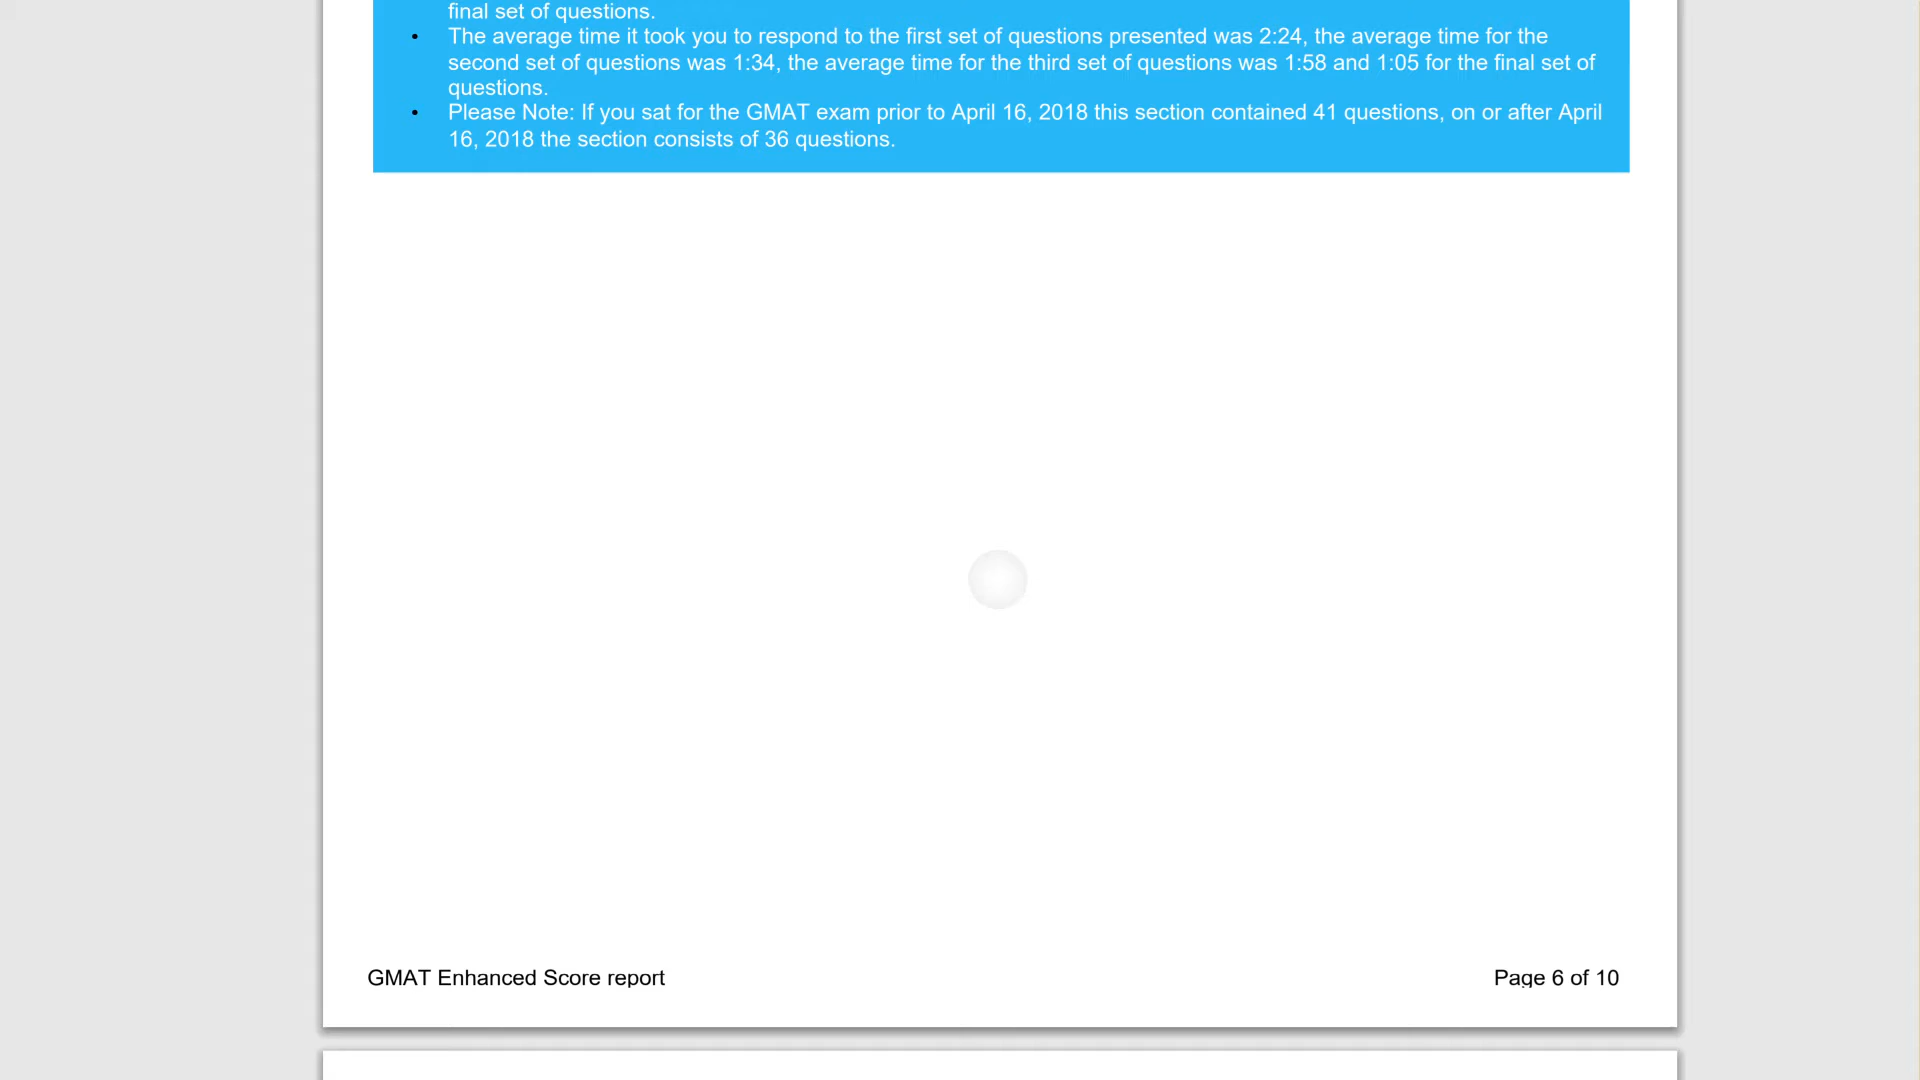 final set of questions.
• The average time it took you to respond to the first set of questions presented was 2:24, the average time for the
second set of questions was 1:34, the average time for the third set of questions was 1:58 and 1:05 for the final set of
questions.
• Please Note: If you sat for the GMAT exam prior to April 16, 2018 this section contained 41 questions, on or after April
16, 2018 the section consists of 36 questions.
GMAT Enhanced Score report
Page 6 of 10